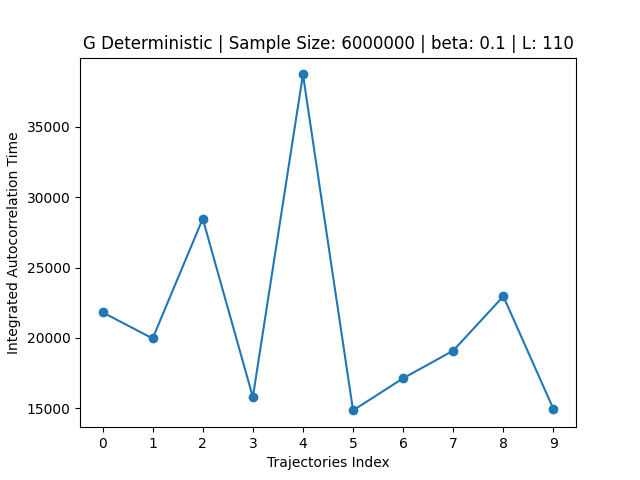 G Deterministic | Sample Size: 6000000 | beta: 0.1 | L: 110
Integrated Autocorrelation Time
35000
30000
25000
20000
15000
0 1 2 3 4 5 6 7 8 9
Trajectories Index